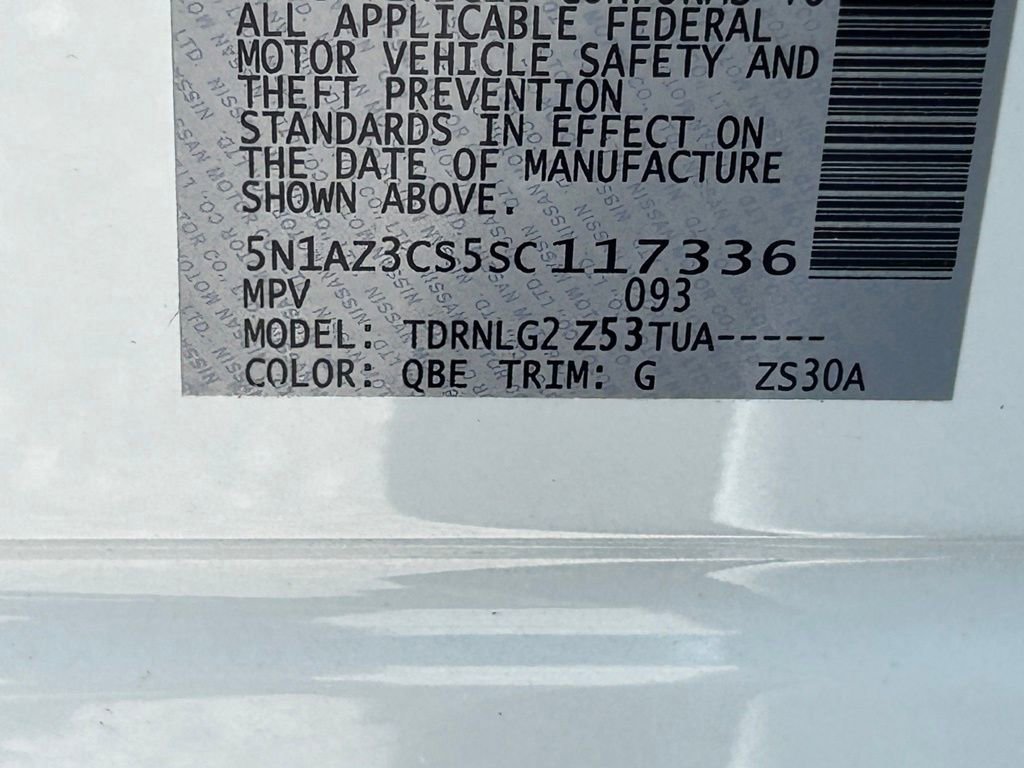 ALL APPLICABLE FEDERAL
MOTOR VEHICLE SAFETY AND
THEFT PREVENTION
STANDARDS IN EFFECT ON
THE DATE OF MANUFACTURE
SHOWN ABOVE.
5N1AZ3CS5SC117336
MPV 093
MODEL: TDRNLG2 Z53TUA-----
COLOR: QBE TRIM: G ZS30A